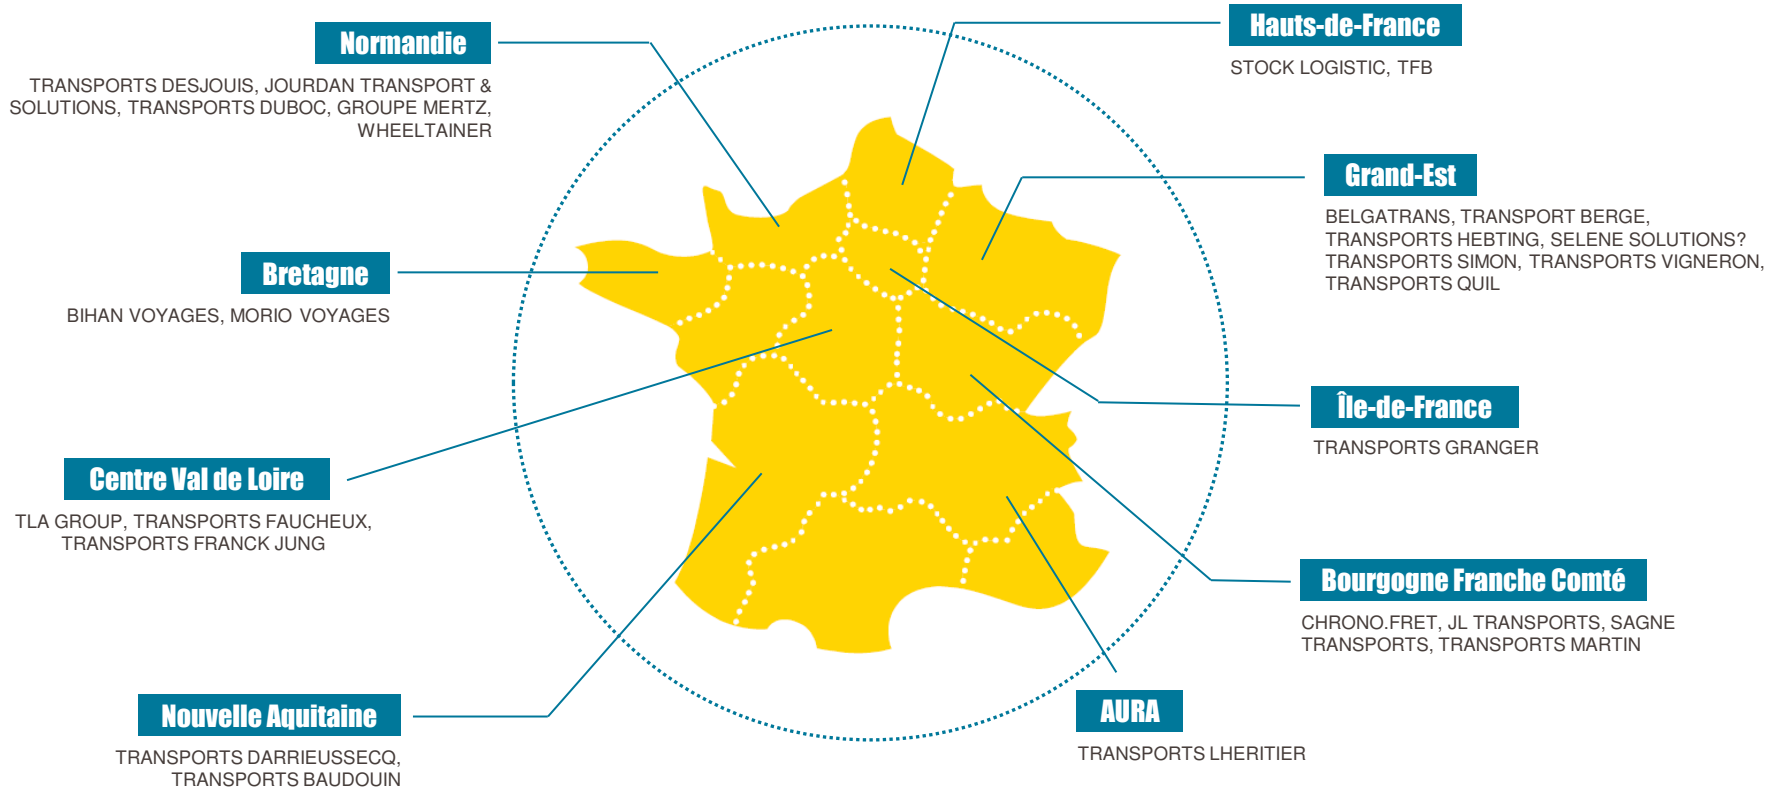 Normandie
TRANSPORTS DESJOUIS, JOURDAN TRANSPORT &
SOLUTIONS, TRANSPORTS DUBOC, GROUPE MERTZ,
WHEELTAINER
Hauts-de-France
STOCK LOGISTIC, TFB
Grand-Est
BELGATRANS, TRANSPORT BERGE,
TRANSPORTS HEBTING, SELENE SOLUTIONS?
TRANSPORTS SIMON, TRANSPORTS VIGNERON,
TRANSPORTS QUIL
Bretagne
BIHAN VOYAGES, MORIO VOYAGES
Île-de-France
TRANSPORTS GRANGER
Centre Val de Loire
TLA GROUP, TRANSPORTS FAUCHEUX,
TRANSPORTS FRANCK JUNG
Bourgogne Franche Comté
CHRONO.FRET, JL TRANSPORTS, SAGNE
TRANSPORTS, TRANSPORTS MARTIN
Nouvelle Aquitaine
TRANSPORTS DARRIEUSSECQ,
TRANSPORTS BAUDOUIN
AURA
TRANSPORTS LHERITIER